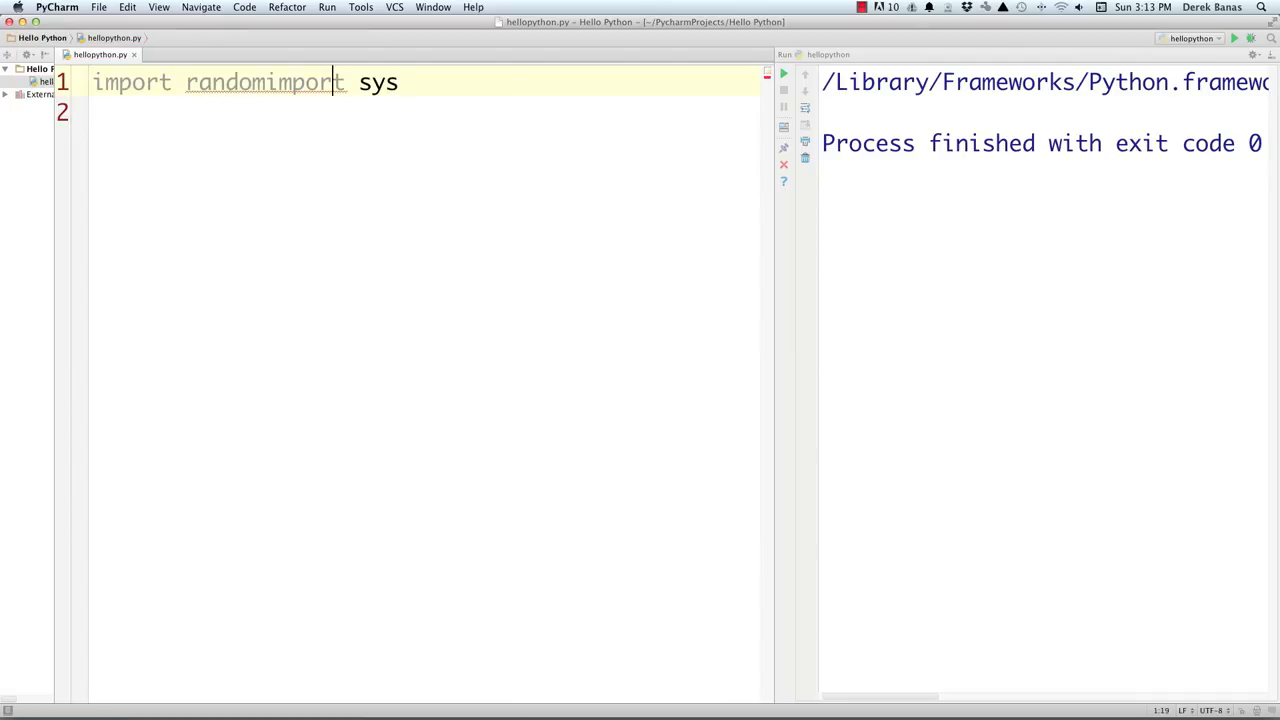 PyCharm File Edit View Navigate Code Refactor Run Tools VCS Window Help 10 Sun 3:13 PM Derek Banas
hellopython.py - Hello Python - [~/PycharmProjects/Hello Python]
Hello Python hellopython.py hellopython
hellopython.py Run hellopython
Hello P
hell
Externa
1 import randomimport sys
2
/Library/Frameworks/Python.framewo
Process finished with exit code 0
1:19 LF UTF-8